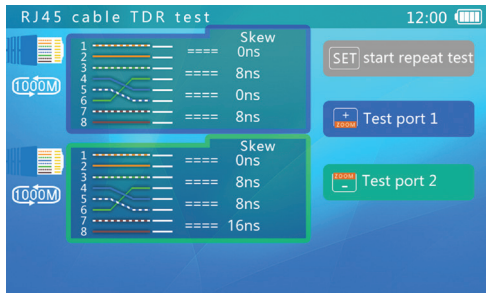 RJ45 cable TDR test 12:00
Skew
1
2
==== 0ns
3
4
==== 8ns
5
6
==== 0ns
7
8
==== 8ns
1000M
SET start repeat test
+
ZOOM
Test port 1
Skew
1
2
==== 0ns
3
4
==== 8ns
5
6
==== 8ns
7
8
==== 16ns
1000M
ZOOM
-
Test port 2